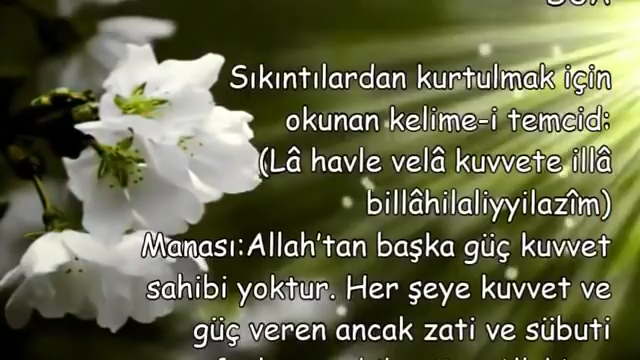 Sıkıntılardan kurtulmak için
okunan kelime-i temcid:
(Lâ havle velâ kuvvete illâ
billâhilaliyyilazîm)
Manası:Allah'tan başka güç kuvvet
sahibi yoktur. Her şeye kuvvet ve
güç veren ancak zati ve sübuti